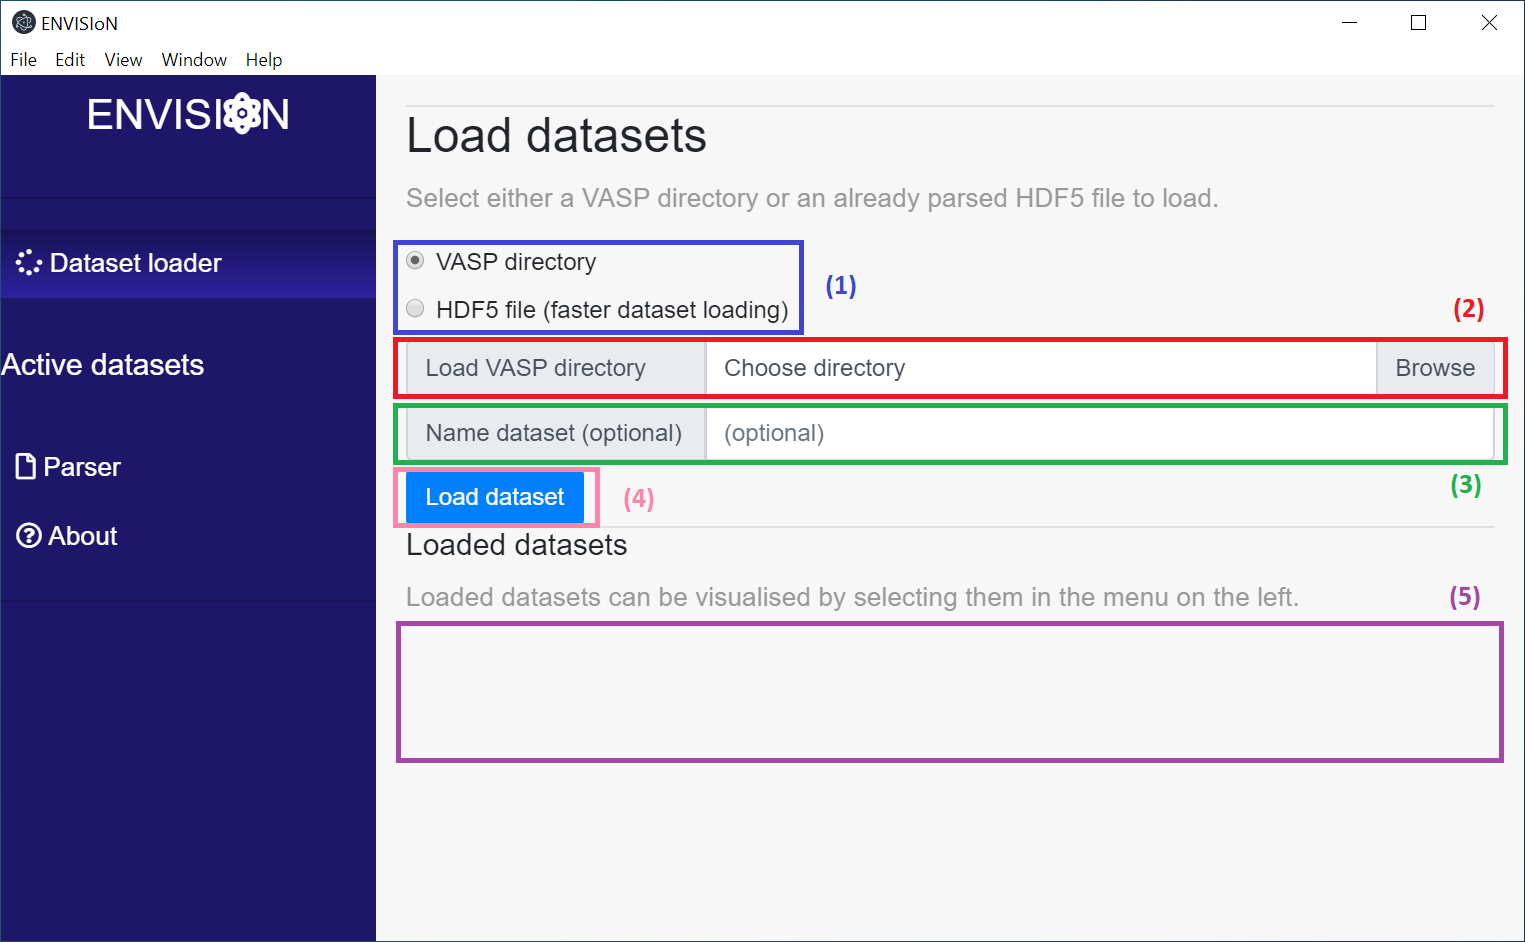 ENVISIoN
File Edit View Window Help
ENVISION
Dataset loader
Active datasets
Parser
About
Load datasets
Select either a VASP directory or an already parsed HDF5 file to load.
VASP directory
HDF5 file (faster dataset loading)
(1)
(2)
Load VASP directory Choose directory Browse
Name dataset (optional) (optional)
(3)
Load dataset (4)
Loaded datasets
Loaded datasets can be visualised by selecting them in the menu on the left.
(5)